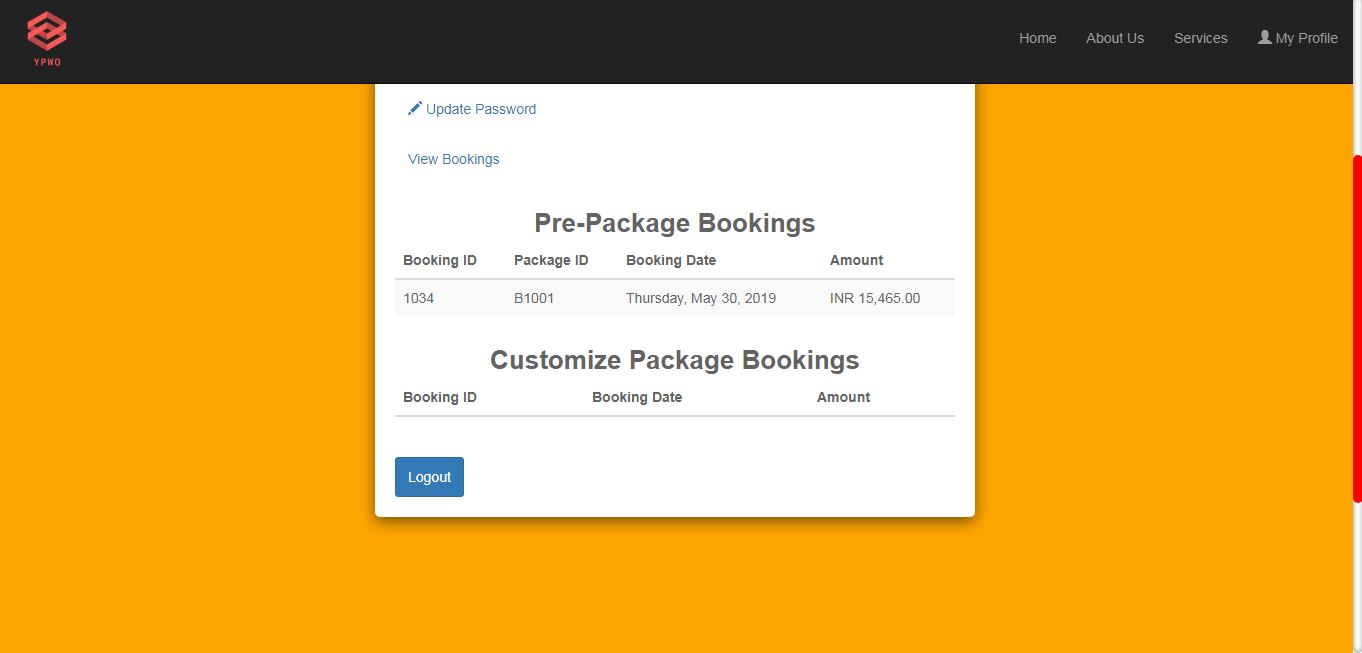 YPWO
Home About Us Services My Profile
Update Password
View Bookings
Pre-Package Bookings
Booking ID Package ID Booking Date Amount
1034 B1001 Thursday, May 30, 2019 INR 15,465.00
Customize Package Bookings
Booking ID Booking Date Amount
Logout